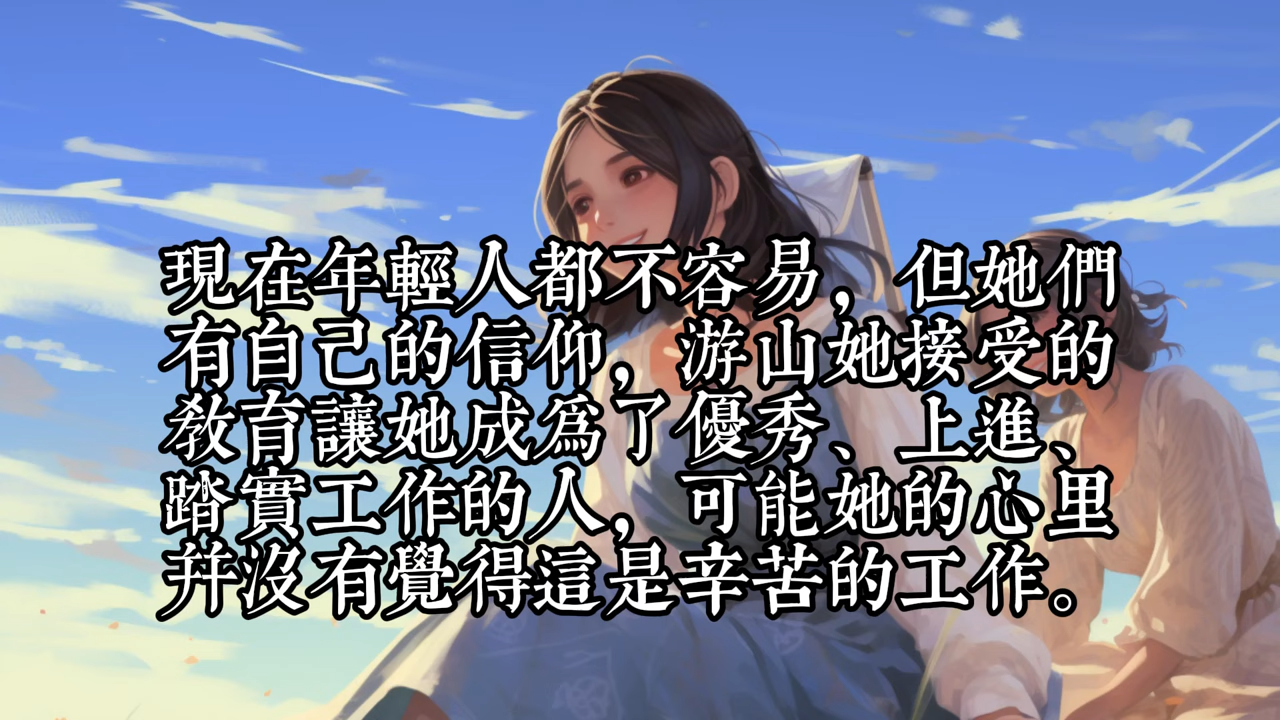 現在年輕人都不容易，但她們
有自己的信仰，游山她接受的
教育讓她成爲了優秀、上進、
踏實工作的人，可能她的心里
并沒有覺得這是辛苦的工作。